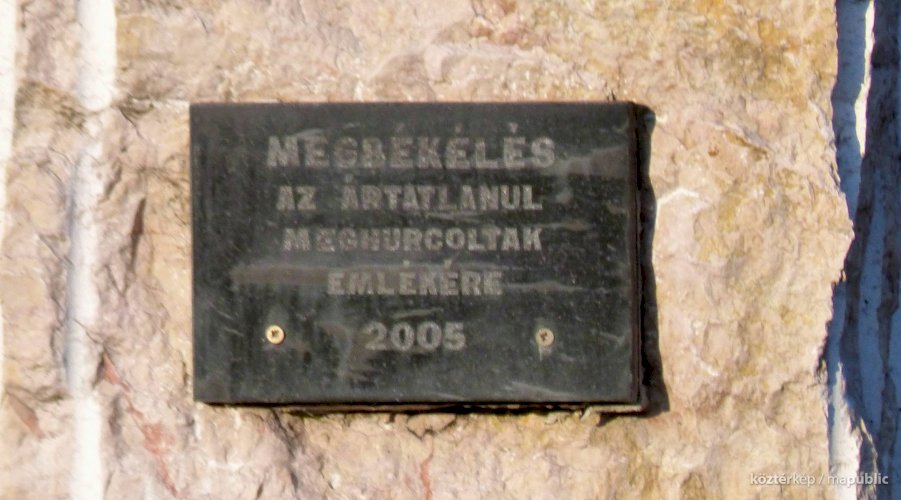 MEGBÉKÉLÉS
AZ ÁRTATLANUL
MEGHURCOLTAK
EMLÉKÉRE
2005
köztérkép / mapublic